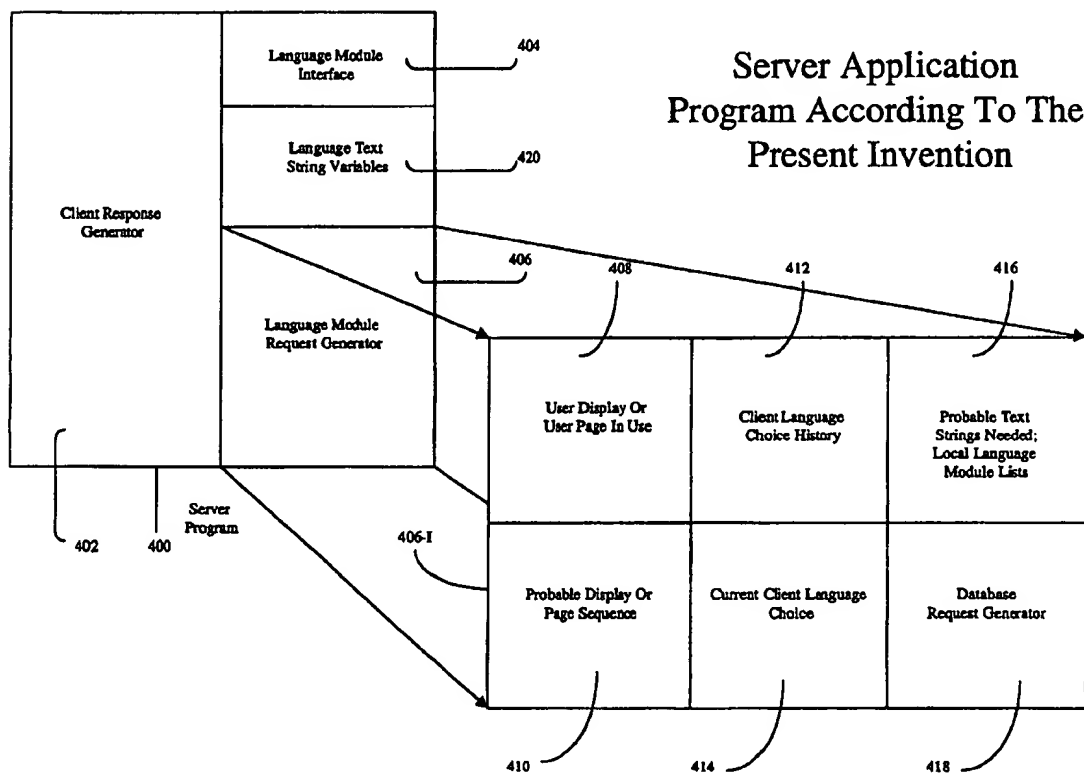 Server Application
Program According To The
Present Invention
Language Module
Interface
404
Language Text
String Variables
420
Client Response
Generator
406
408
412
416
Language Module
Request Generator
User Display Or
User Page In Use
Client Language
Choice History
Probable Text
Strings Needed;
Local Language
Module Lists
Server
Program
402
400
406-I
Probable Display Or
Page Sequence
Current Client Language
Choice
Database
Request Generator
410
414
418